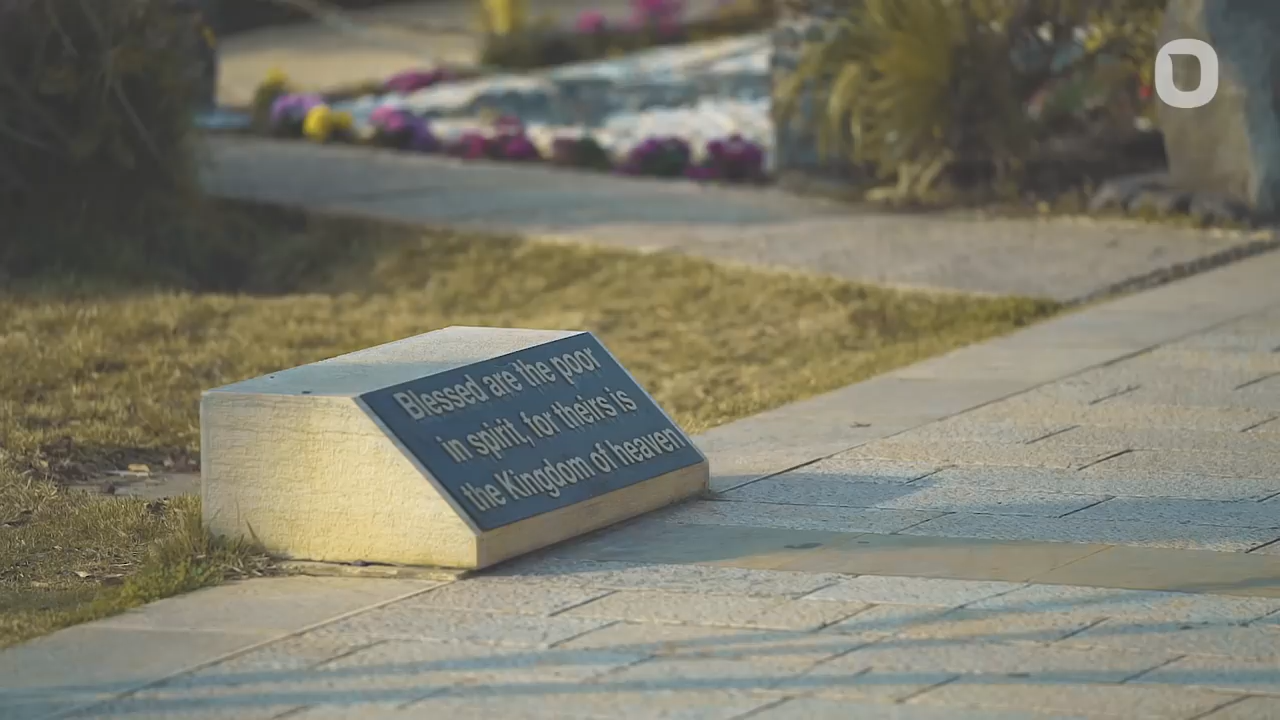 Blessed are the poor
in spirit, for theirs is
the Kingdom of heaven